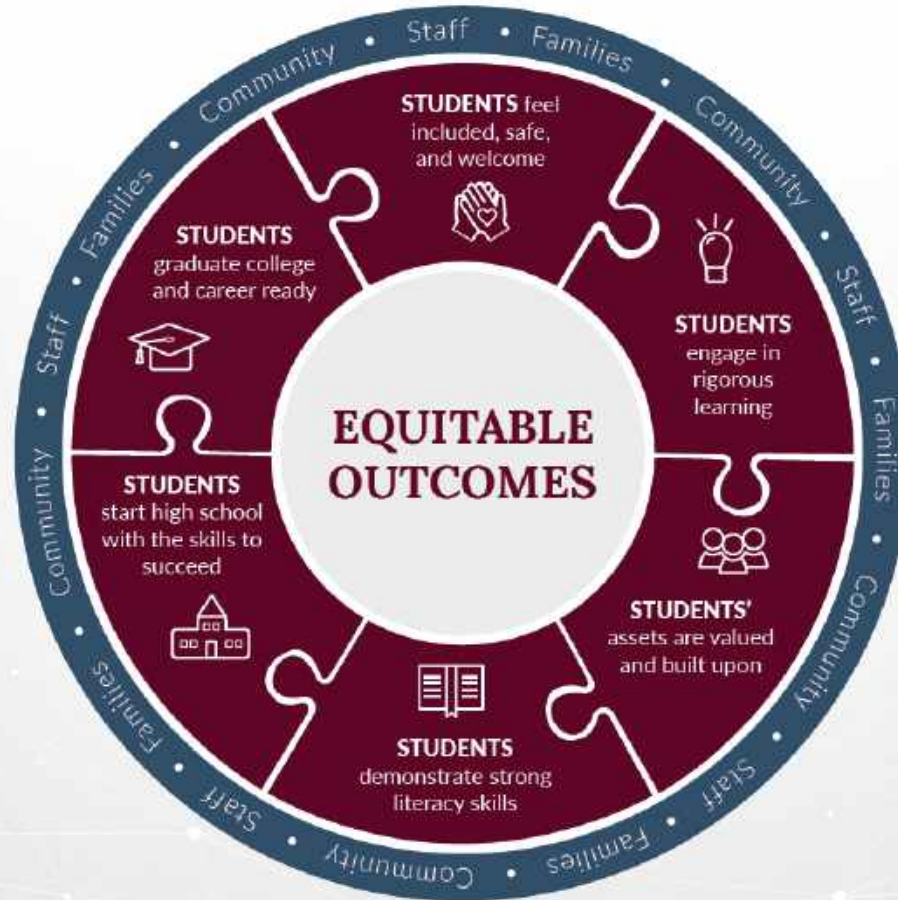 Community • Staff • Families • Community • Staff • Families • Community • Staff • Families • Community • Staff • Families • Community • Staff • Families •
STUDENTS feel
included, safe,
and welcome
STUDENTS
engage in
rigorous
learning
STUDENTS'
assets are valued
and built upon
STUDENTS
demonstrate strong
literacy skills
STUDENTS
start high school
with the skills to
succeed
STUDENTS
graduate college
and career ready
EQUITABLE
OUTCOMES